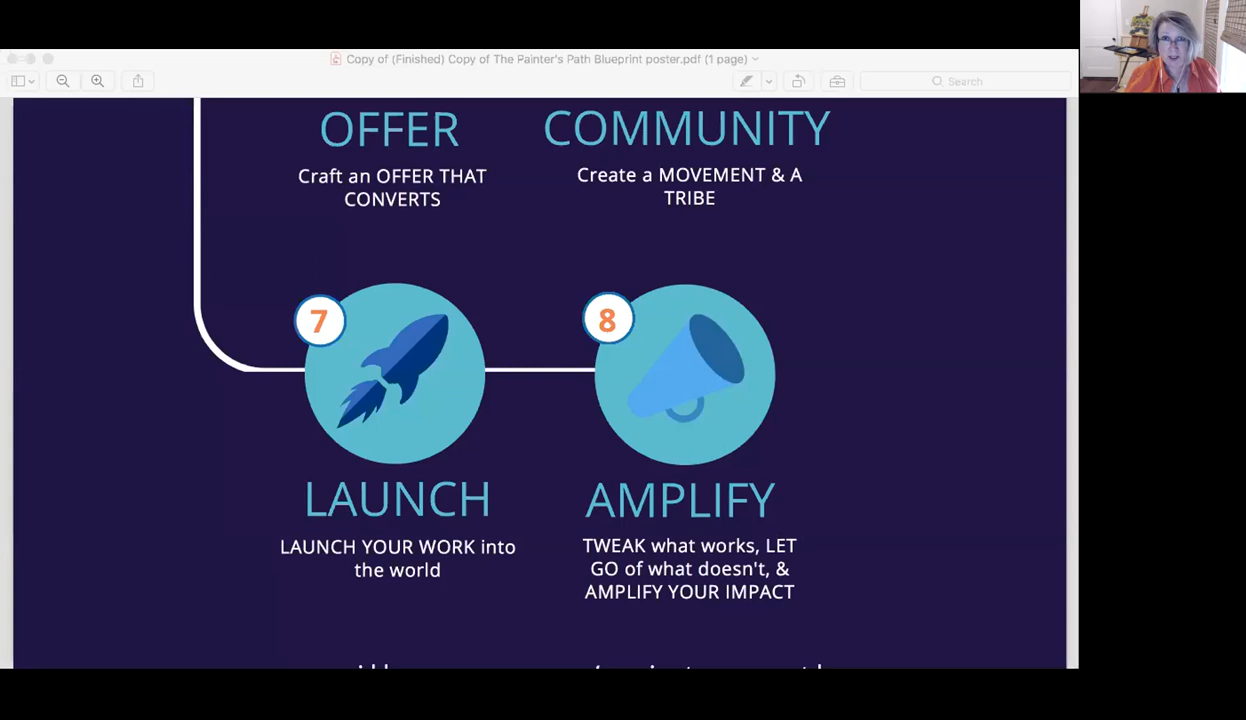 Copy of (Finished) Copy of The Painter's Path Blueprint poster.pdf (1 page)
Search
OFFER
Craft an OFFER THAT
CONVERTS
COMMUNITY
Create a MOVEMENT & A
TRIBE
7
LAUNCH
LAUNCH YOUR WORK into
the world
8
AMPLIFY
TWEAK what works, LET
GO of what doesn't, &
AMPLIFY YOUR IMPACT